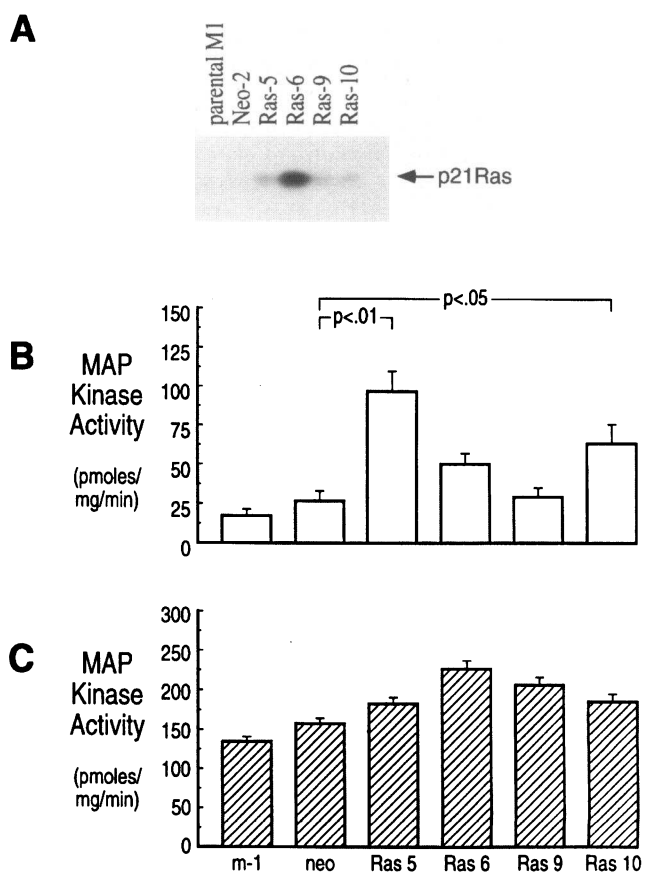 A
parental M1
Neo-2
Ras-5
Ras-6
Ras-9
Ras-10
p21Ras
B
MAP
Kinase
Activity
(pmoles/
mg/min)
150
125
100
75
50
25
0
p<.01
p<.05
C
MAP
Kinase
Activity
(pmoles/
mg/min)
300
250
200
150
100
50
0
m-1 neo Ras 5 Ras 6 Ras 9 Ras 10